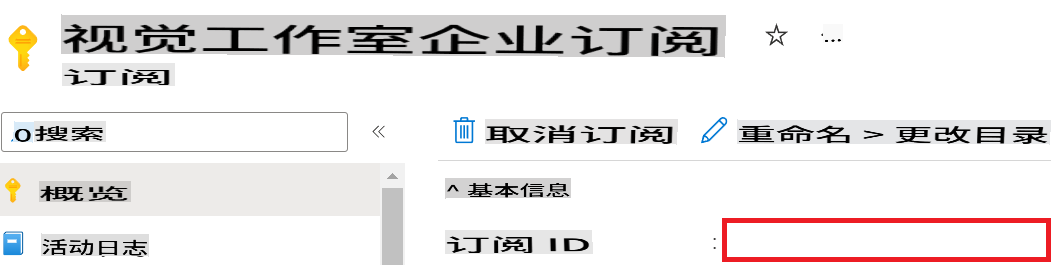 视觉工作室企业订阅
...
订阅
搜索
«
取消订阅
重命名 > 更改目录
概览
^ 基本信息
活动日志
订阅 ID :